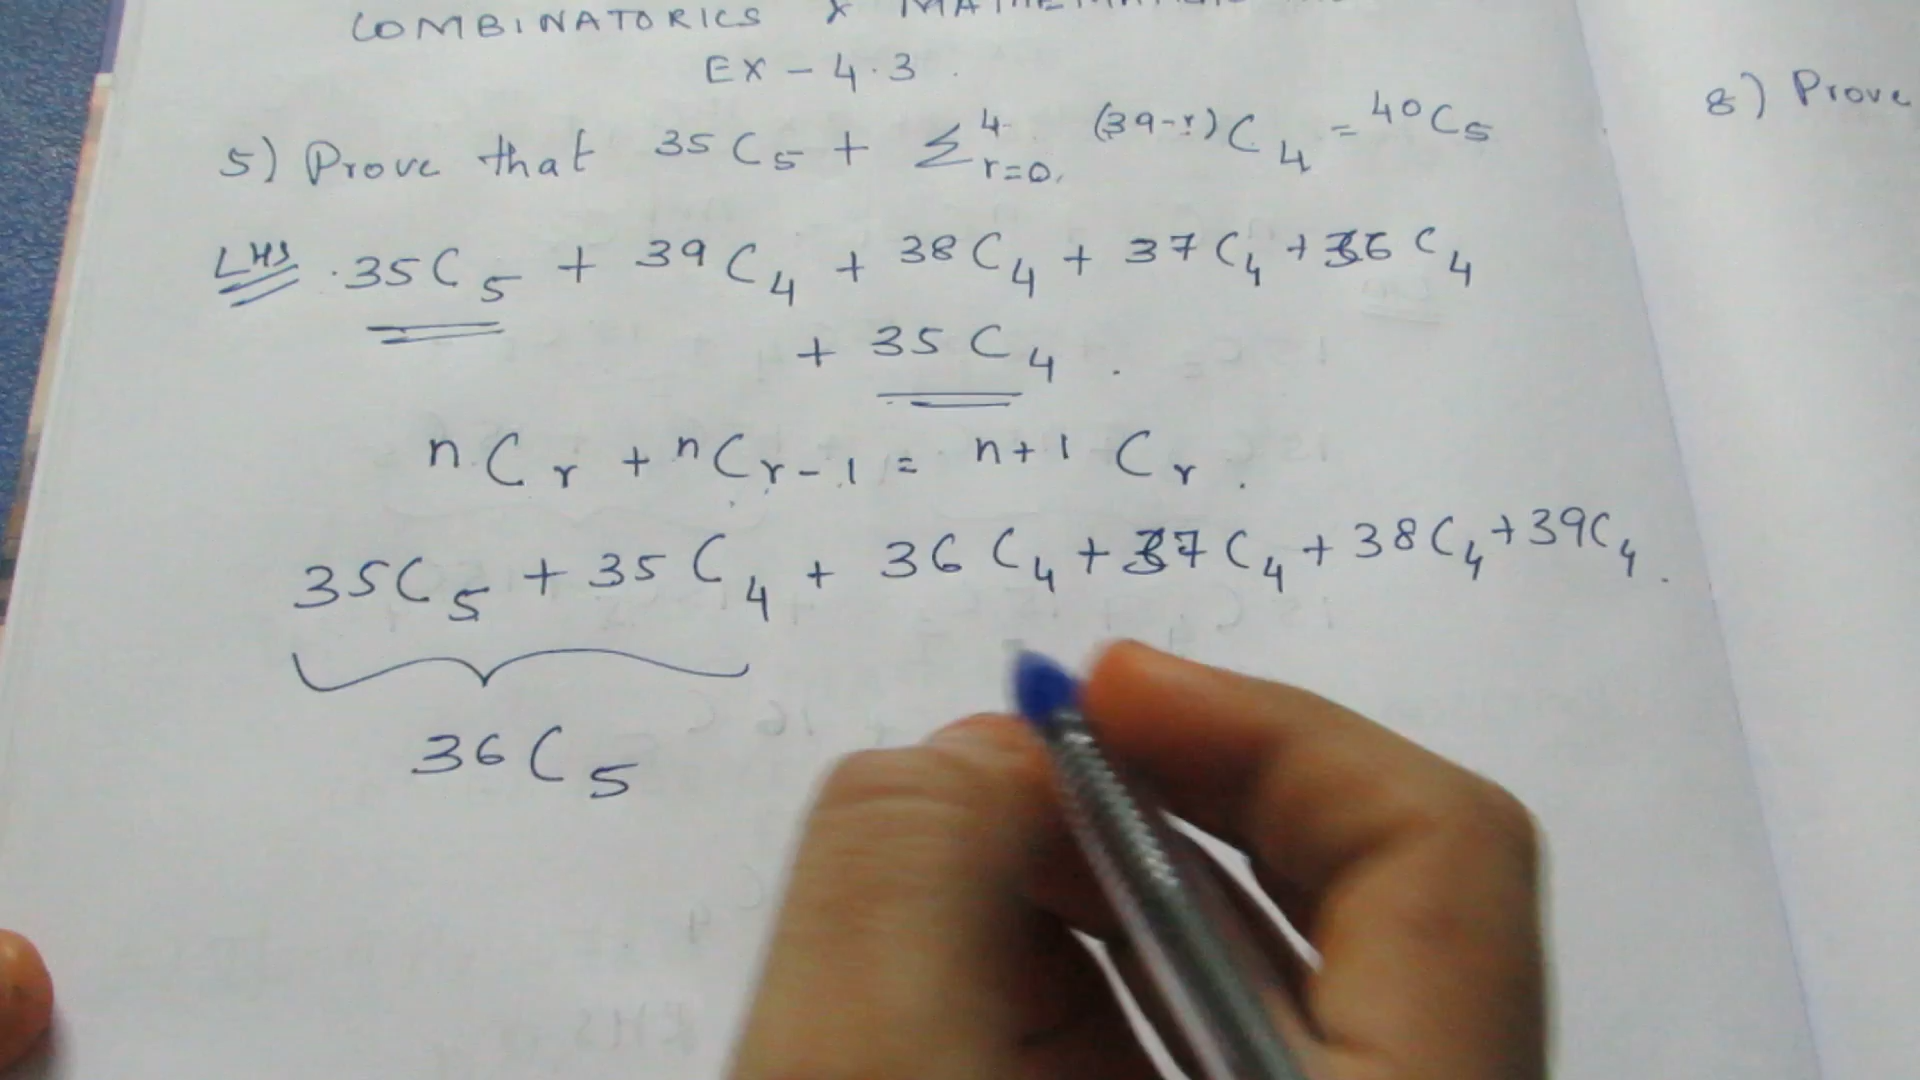 COMBINATORICS &
EX - 4.3.
5) Prove that 35C₅ + Σ⁴ᵣ₌₀ (39-r)C₄ = 40C₅
LHS 35C₅ + 39C₄ + 38C₄ + 37C₄ + 36C₄
+ 35C₄.
nCᵣ + nCᵣ₋₁ = n+1Cᵣ.
35C₅ + 35C₄ + 36C₄ + 37C₄ + 38C₄ + 39C₄.
36C₅
8) Prove